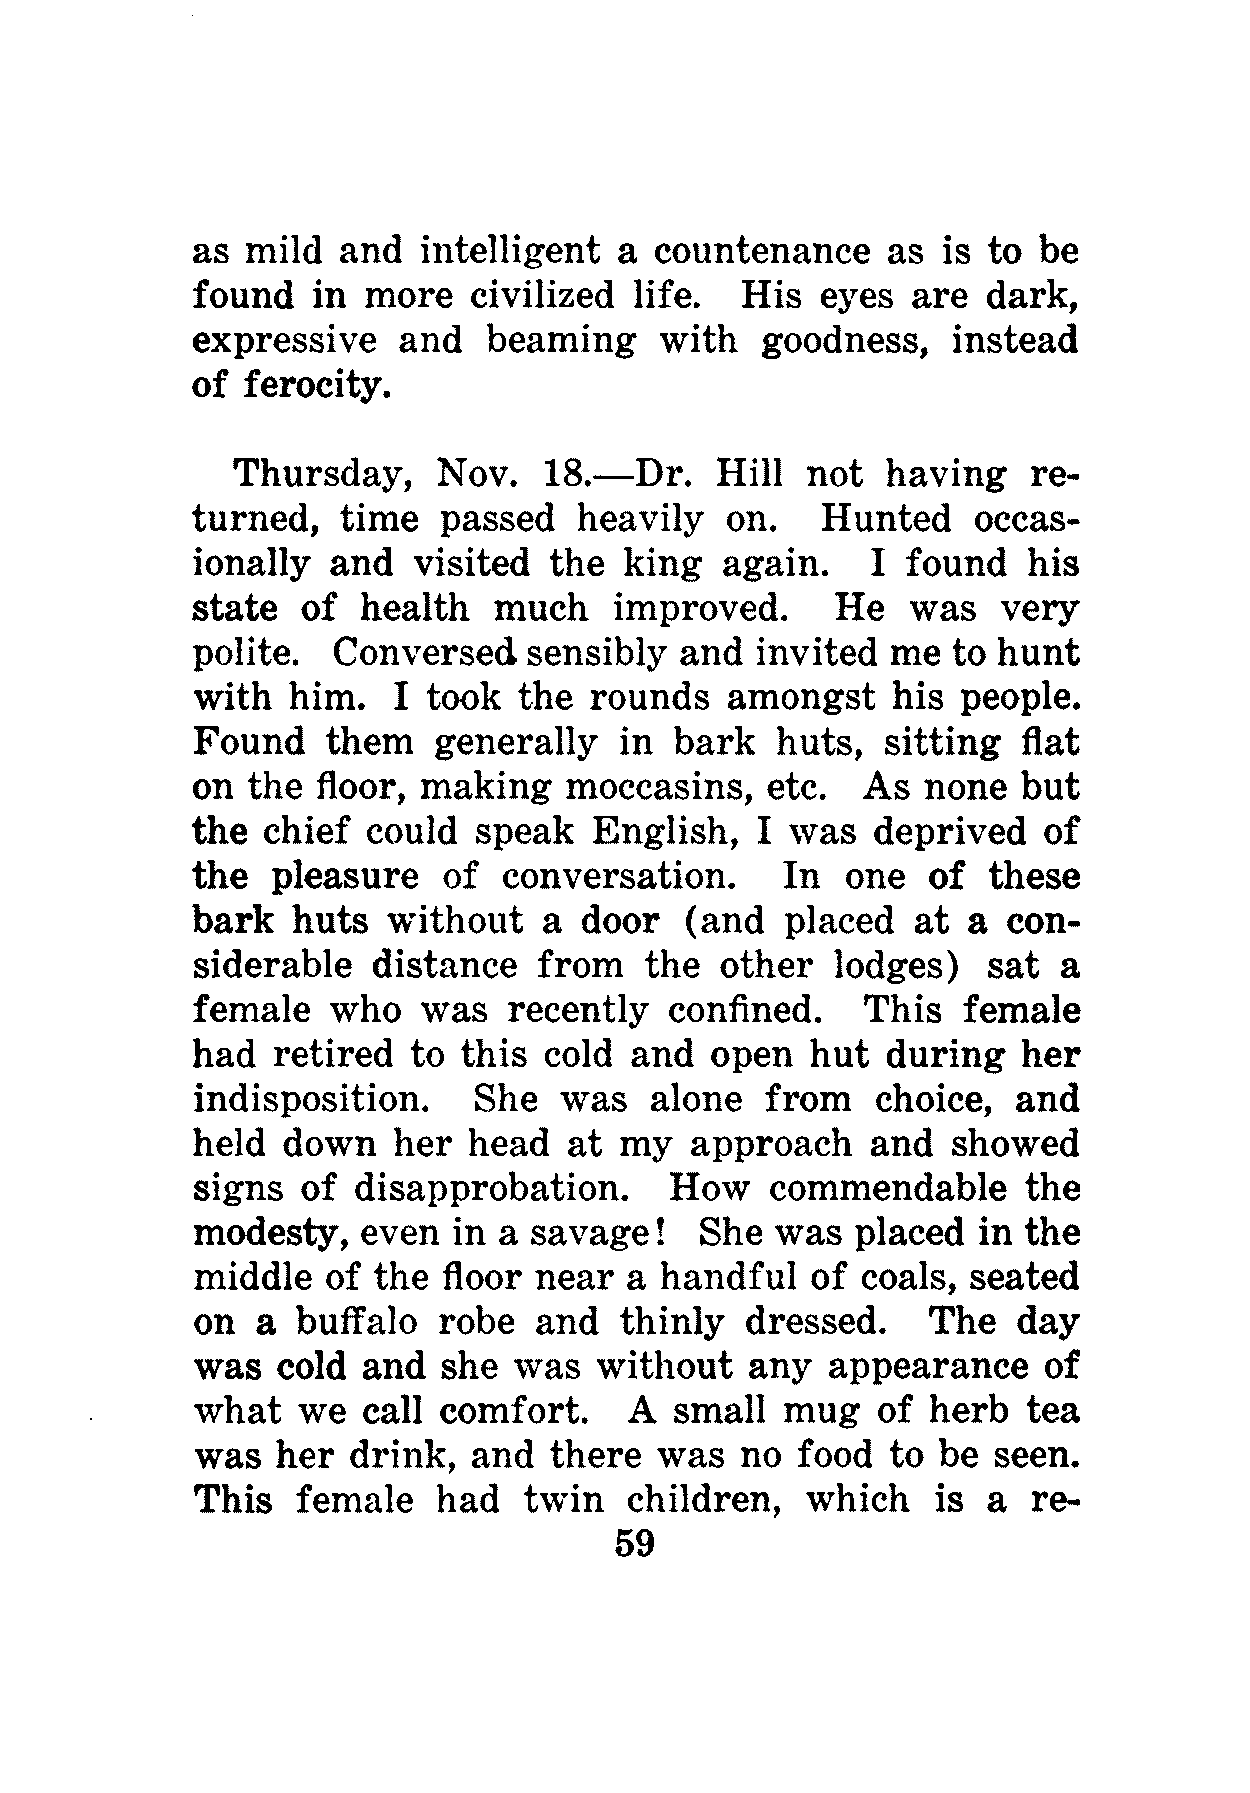 as mild and intelligent a countenance as is to be
found in more civilized life. His eyes are dark,
expressive and beaming with goodness, instead
of ferocity.
Thursday, Nov. 18.—Dr. Hill not having re-
turned, time passed heavily on. Hunted occas-
ionally and visited the king again. I found his
state of health much improved. He was very
polite. Conversed sensibly and invited me to hunt
with him. I took the rounds amongst his people.
Found them generally in bark huts, sitting flat
on the floor, making moccasins, etc. As none but
the chief could speak English, I was deprived of
the pleasure of conversation. In one of these
bark huts without a door (and placed at a con-
siderable distance from the other lodges) sat a
female who was recently confined. This female
had retired to this cold and open hut during her
indisposition. She was alone from choice, and
held down her head at my approach and showed
signs of disapprobation. How commendable the
modesty, even in a savage! She was placed in the
middle of the floor near a handful of coals, seated
on a buffalo robe and thinly dressed. The day
was cold and she was without any appearance of
what we call comfort. A small mug of herb tea
was her drink, and there was no food to be seen.
This female had twin children, which is a re-
59